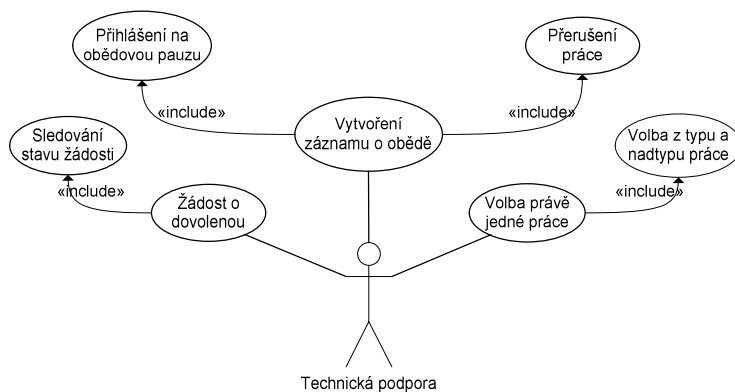 Přihlášení na
obědovou pauzu
Přerušení
práce
«include»
«include»
Vytvoření
záznamu o obědě
Sledování
stavu žádosti
Volba z typu a
nadtypu práce
«include»
«include»
Žádost o
dovolenou
Volba právě
jedné práce
Technická podpora